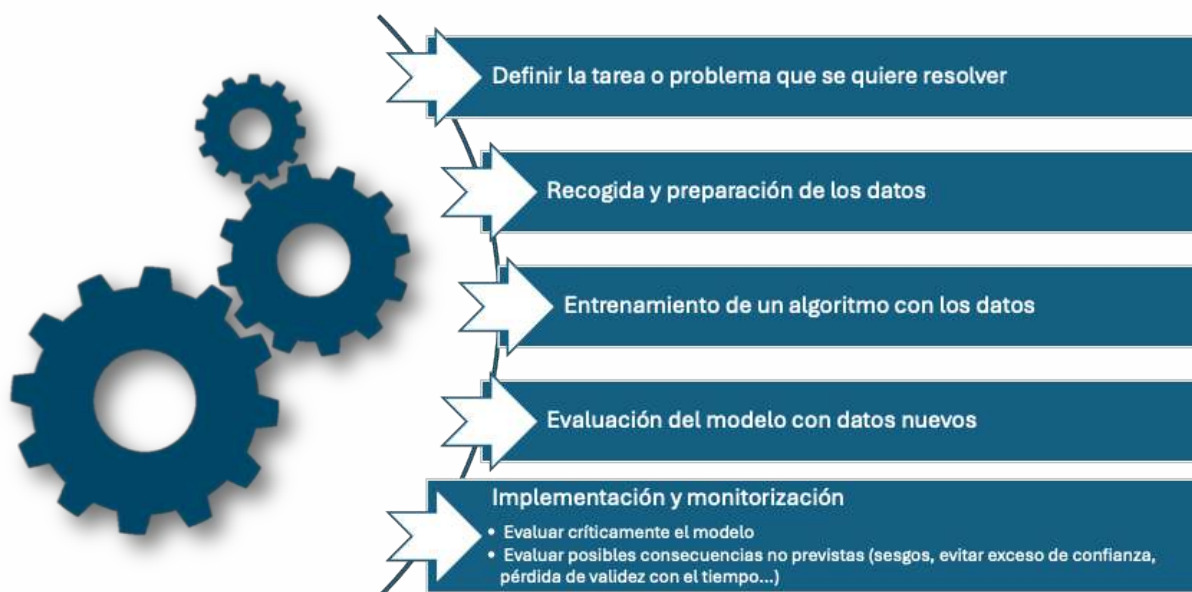 Definir la tarea o problema que se quiere resolver
Recogida y preparación de los datos
Entrenamiento de un algoritmo con los datos
Evaluación del modelo con datos nuevos
Implementación y monitorización
• Evaluar críticamente el modelo
• Evaluar posibles consecuencias no previstas (sesgos, evitar exceso de confianza,
pérdida de validez con el tiempo...)